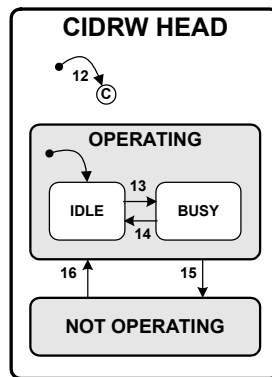 CIDRW HEAD
12
C
OPERATING
IDLE
13
BUSY
14
16
15
NOT OPERATING